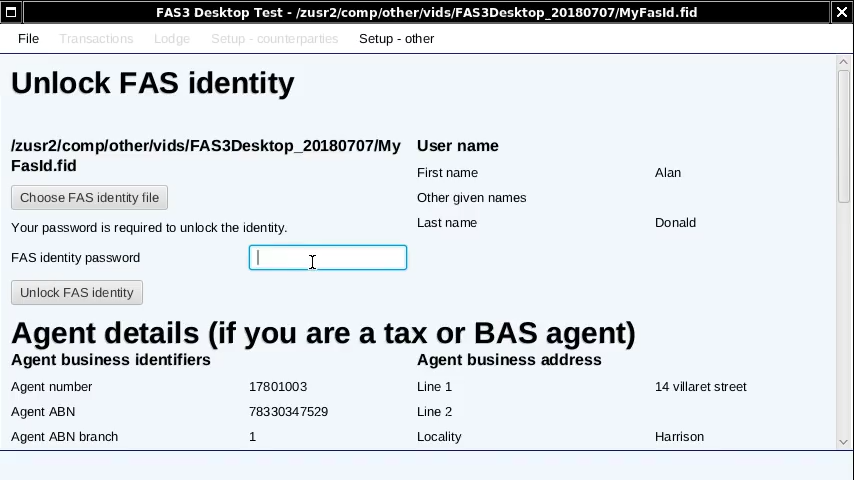 FAS3 Desktop Test - /zusr2/comp/other/vids/FAS3Desktop_20180707/MyFasId.fid
File Transactions Lodge Setup - counterparties Setup - other
Unlock FAS identity
/zusr2/comp/other/vids/FAS3Desktop_20180707/My
FasId.fid
Choose FAS identity file
Your password is required to unlock the identity.
FAS identity password
Unlock FAS identity
User name
First name Alan
Other given names
Last name Donald
Agent details (if you are a tax or BAS agent)
Agent business identifiers
Agent number 17801003
Agent ABN 78330347529
Agent ABN branch 1
Agent business address
Line 1 14 villaret street
Line 2
Locality Harrison